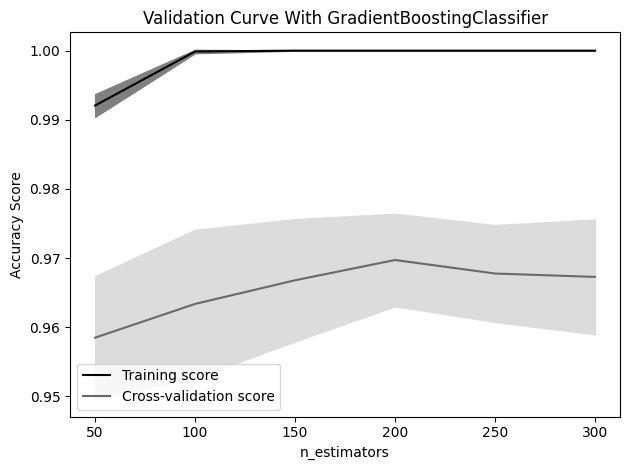 Validation Curve With GradientBoostingClassifier
Accuracy Score
1.00
0.99
0.98
0.97
0.96
0.95
Training score
Cross-validation score
50 100 150 200 250 300
n_estimators